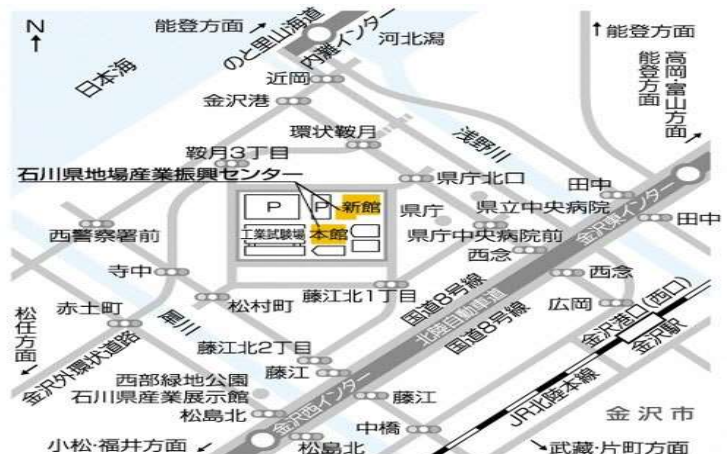 N
能登方面
のと里山海道
内灘インター
河北潟
能登方面
高岡・富山方面
能登方面
日本海
近岡
金沢港
環状鞍月
浅野川
鞍月3丁目
石川県地場産業振興センター
県庁北口
田中
P
P
新館
県庁
県立中央病院
金沢東インター
田中
西警察署前
工業試験場
本館
県庁中央病院前
西念
寺中
西念
松任方面
赤土町
松村町
藤江北1丁目
国道8号線
北陸自動車道
国道8号線
広岡
金沢港口(西口)
金沢駅
犀川
金沢外環状道路
藤江北2丁目
藤江
西部緑地公園
石川県産業展示館
金沢西インター
藤江
JR北陸本線
金沢市
松島北
中橋
小松・福井方面
松島北
武蔵・片町方面